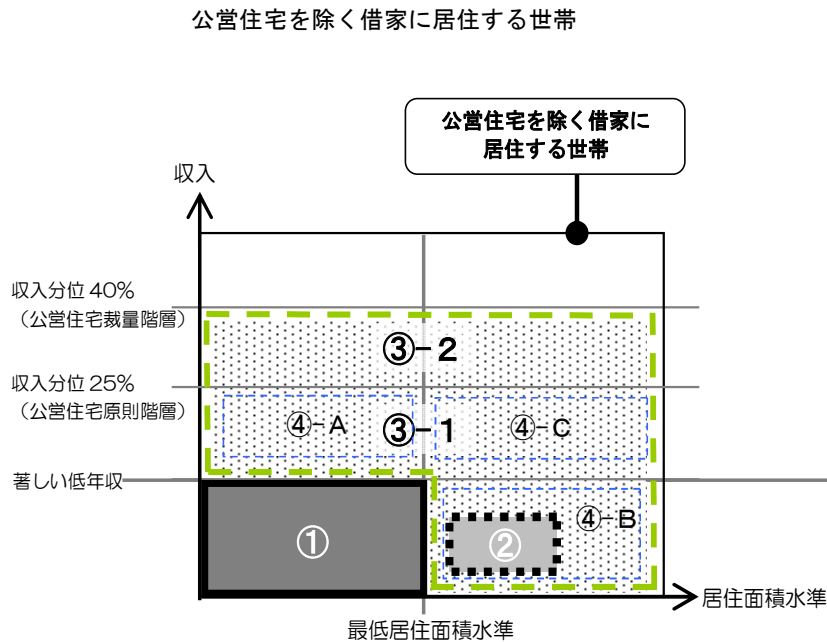 公営住宅を除く借家に居住する世帯
公営住宅を除く借家に
居住する世帯
収入
収入分位40%
(公営住宅裁量階層)
③-2
収入分位25%
(公営住宅原則階層)
④-A
③-1
④-C
著しい低年収
①
②
④-B
居住面積水準
最低居住面積水準